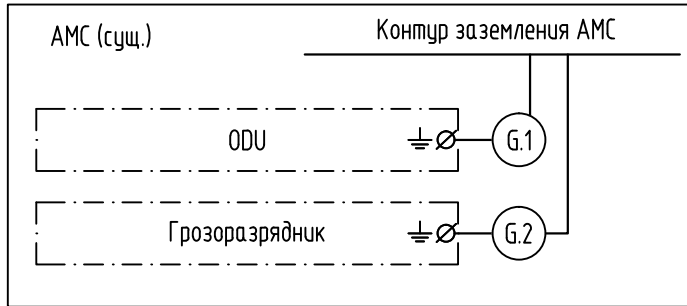 АМС (сущ.)
Контур заземления АМС
ODU
G.1
Грозоразрядник
G.2